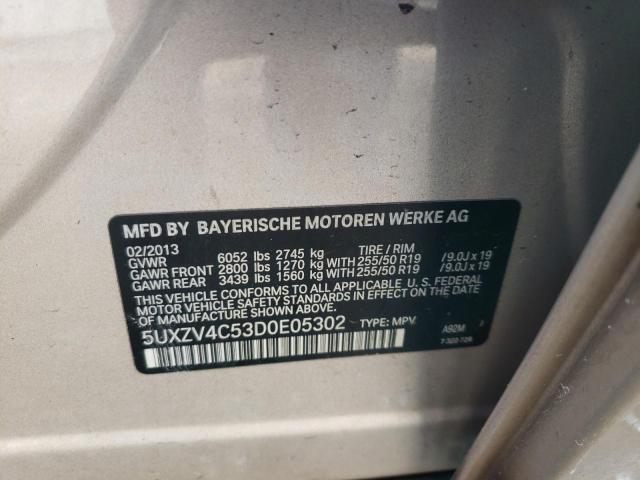 MFD BY BAYERISCHE MOTOREN WERKE AG
02/2013
GVWR 6052 lbs 2745 kg TIRE / RIM
GAWR FRONT 2800 lbs 1270 kg WITH 255/50 R19 /9.0J x 19
GAWR REAR 3439 lbs 1560 kg WITH 255/50 R19 /9.0J x 19
THIS VEHICLE CONFORMS TO ALL APPLICABLE U.S. FEDERAL
MOTOR VEHICLE SAFETY STANDARDS IN EFFECT ON THE DATE OF
MANUFACTURE SHOWN ABOVE.
5UXZV4C53D0E05302 TYPE: MPV A92M